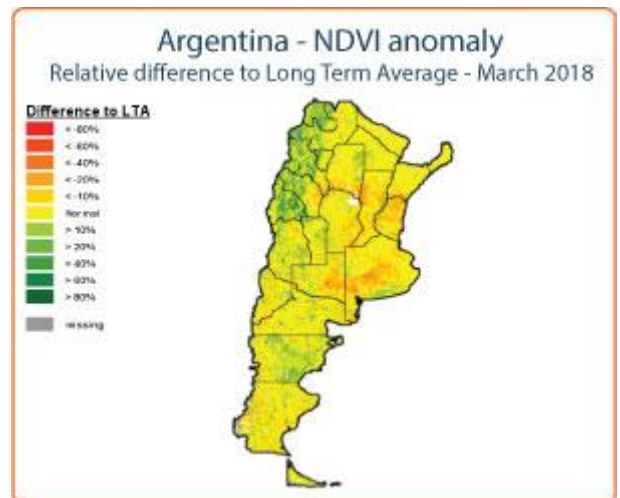 Argentina - NDVI anomaly
Relative difference to Long Term Average - March 2018
Difference to LTA
< -80%
< -60%
< -40%
< -20%
< -10%
Normal
> 10%
> 20%
> 40%
> 60%
> 80%
missing